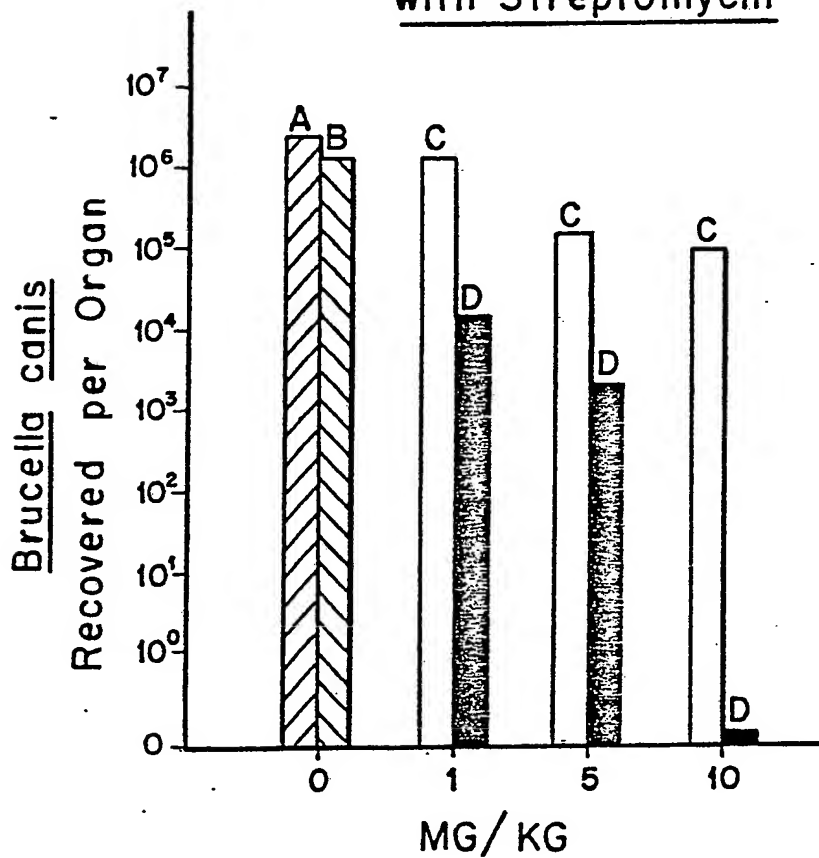 with Streptomycin
10⁷
10⁶
10⁵
10⁴
10³
10²
10¹
10⁰
0
Brucella canis
Recovered per Organ
A
B
C
D
C
D
C
D
0
1
5
10
MG/KG